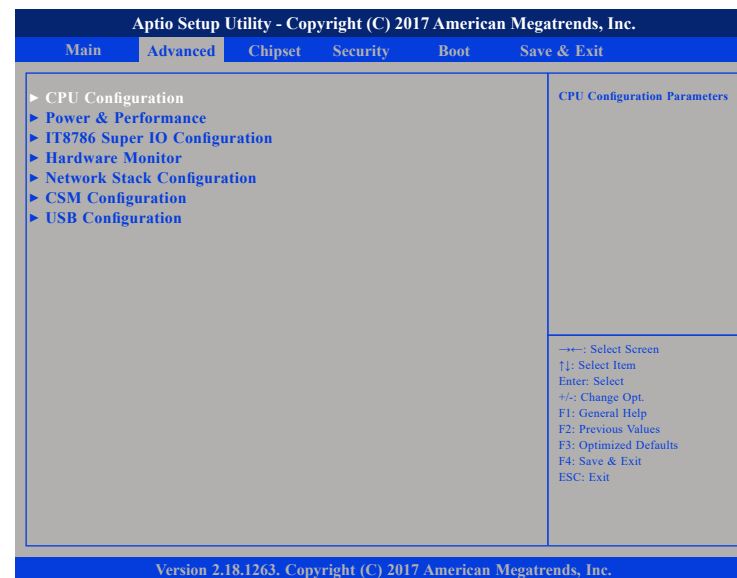 Aptio Setup Utility - Copyright (C) 2017 American Megatrends, Inc.
Main Advanced Chipset Security Boot Save & Exit
► CPU Configuration
► Power & Performance
► IT8786 Super IO Configuration
► Hardware Monitor
► Network Stack Configuration
► CSM Configuration
► USB Configuration
CPU Configuration Parameters
→←: Select Screen
↑↓: Select Item
Enter: Select
+/-: Change Opt.
F1: General Help
F2: Previous Values
F3: Optimized Defaults
F4: Save & Exit
ESC: Exit
Version 2.18.1263. Copyright (C) 2017 American Megatrends, Inc.